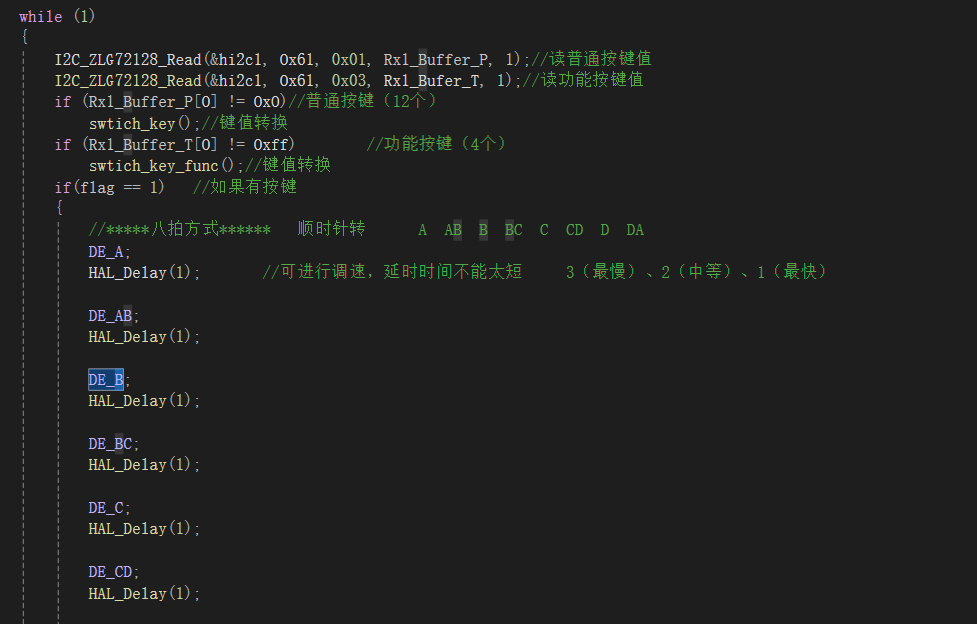 while (1)
{
I2C_ZLG72128_Read(&hi2c1, 0x61, 0x01, Rx1_Buffer_P, 1);//读普通按键值
I2C_ZLG72128_Read(&hi2c1, 0x61, 0x03, Rx1_Bufer_T, 1);//读功能按键值
if (Rx1_Buffer_P[0] != 0x0)//普通按键（12个）
swtich_key();//键值转换
if (Rx1_Buffer_T[0] != 0xff) //功能按键（4个）
swtich_key_func();//键值转换
if(flag == 1) //如果有按键
{
//*****八拍方式****** 顺时针转 A AB B BC C CD D DA
DE_A;
HAL_Delay(1); //可进行调速，延时时间不能太短 3（最慢）、2（中等）、1（最快）
DE_AB;
HAL_Delay(1);
DE_B;
HAL_Delay(1);
DE_BC;
HAL_Delay(1);
DE_C;
HAL_Delay(1);
DE_CD;
HAL_Delay(1);